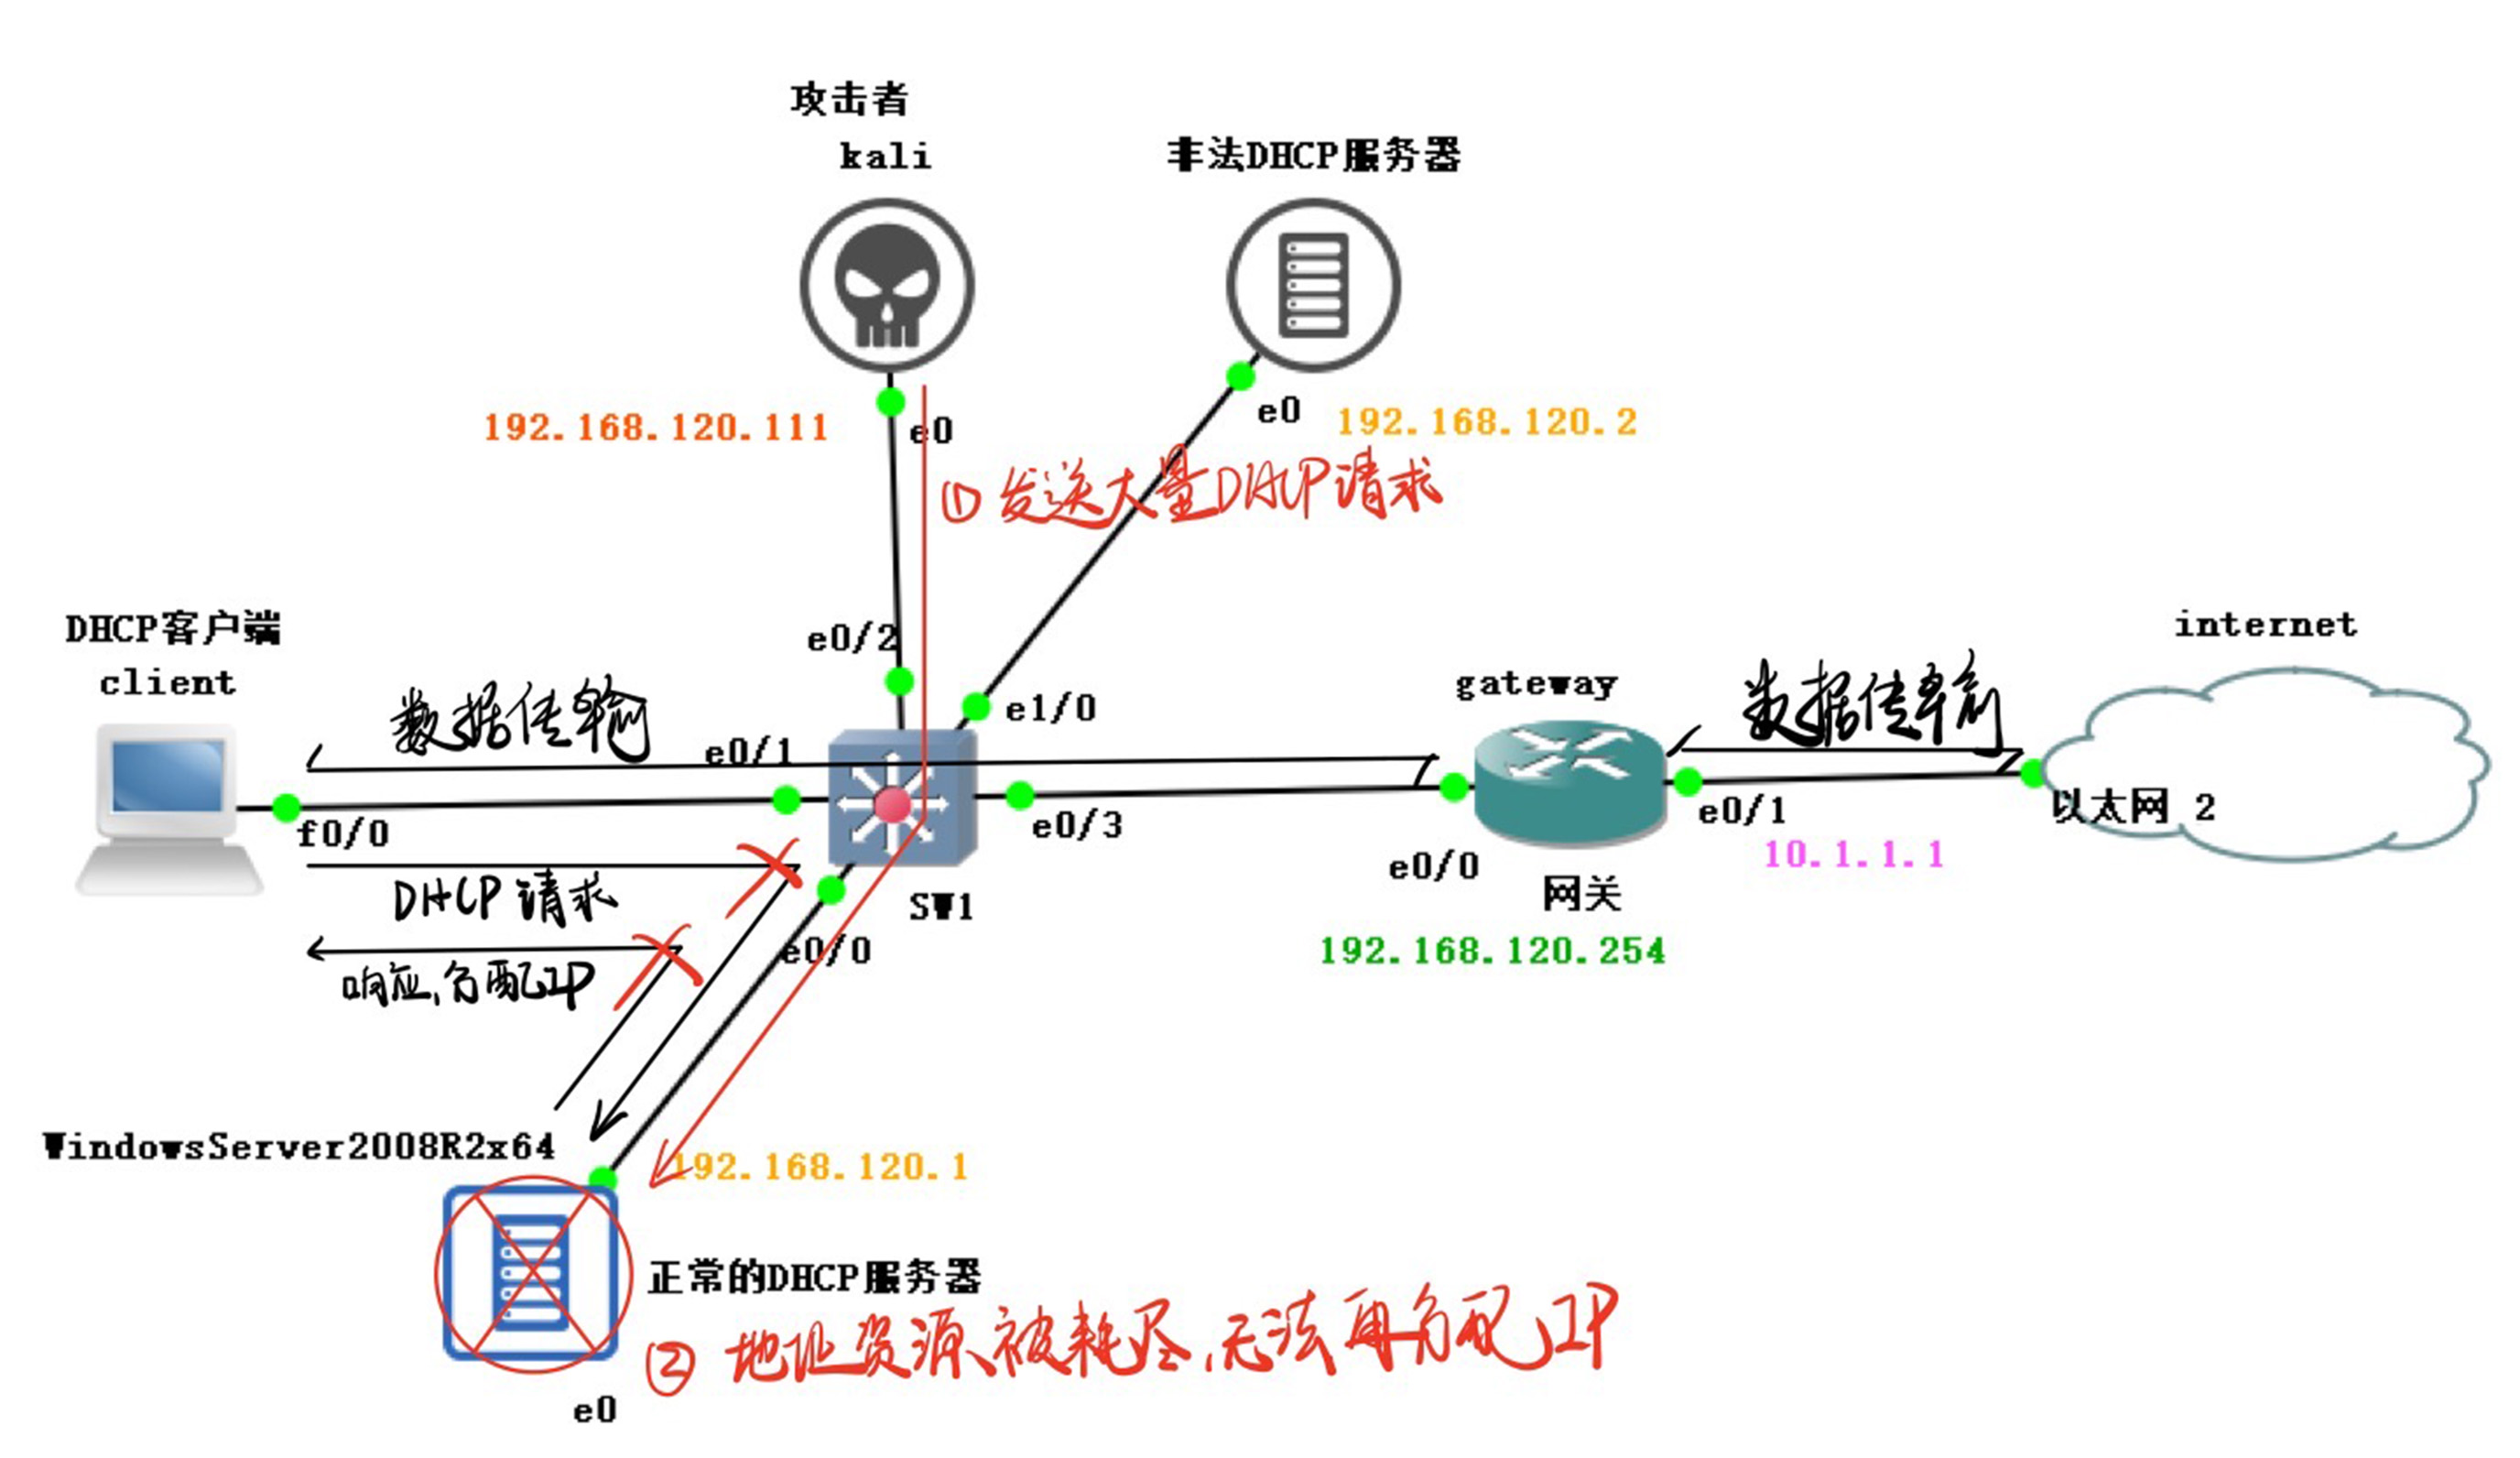 攻击者
kali
非法DHCP服务器
192.168.120.111
e0
e0
192.168.120.2
①发送大量DHCP请求
DHCP客户端
client
e0/2
e1/0
internet
gateway
数据传输
数据传输
e0/1
f0/0
e0/3
e0/1
以太网 2
10.1.1.1
e0/0
网关
192.168.120.254
DHCP请求
SW1
e0/0
响应,分配IP
WindowsServer2008R2x64
192.168.120.1
正常的DHCP服务器
②地址资源被耗尽,无法再分配IP
e0